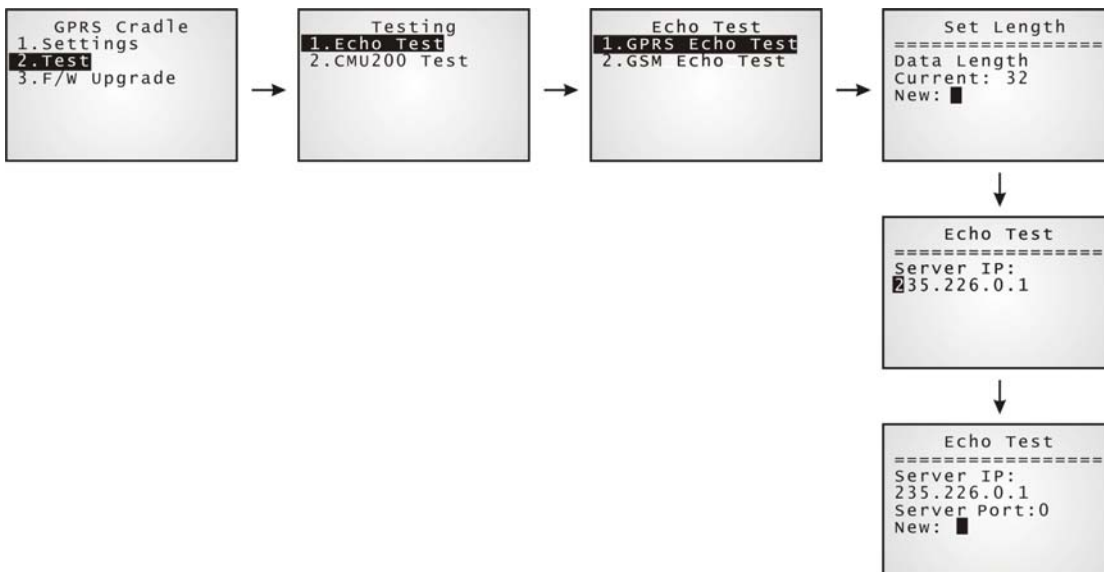 GPRS Cradle
1.Settings
2.Test
3.F/W Upgrade
Testing
1.Echo Test
2.CMU200 Test
Echo Test
1.GPRS Echo Test
2.GSM Echo Test
Set Length
=================
Data Length
Current: 32
New:
Echo Test
=================
Server IP:
235.226.0.1
Echo Test
=================
Server IP:
235.226.0.1
Server Port:0
New: